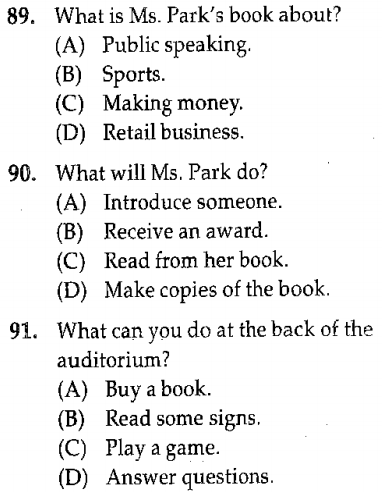 89. What is Ms. Park's book about?
(A) Public speaking.
(B) Sports.
(C) Making money.
(D) Retail business.
90. What will Ms. Park do?
(A) Introduce someone.
(B) Receive an award.
(C) Read from her book.
(D) Make copies of the book.
91. What can you do at the back of the
auditorium?
(A) Buy a book.
(B) Read some signs.
(C) Play a game.
(D) Answer questions.